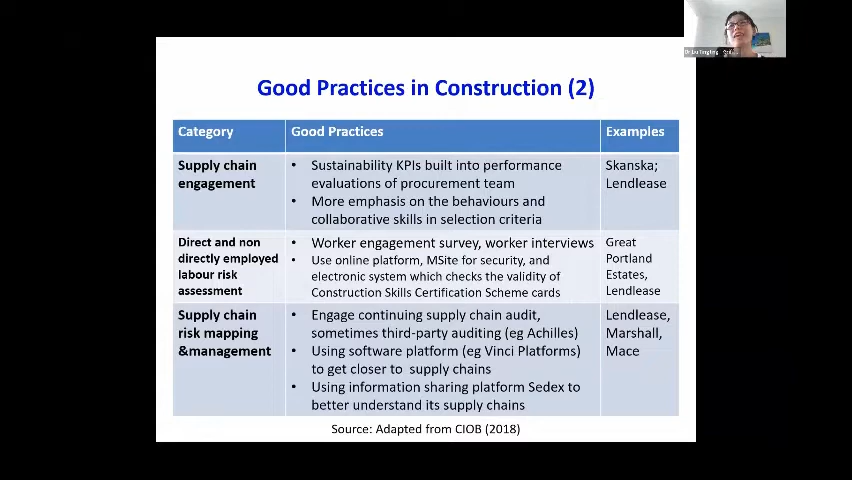 Good Practices in Construction (2)
Category
Good Practices
Examples
Supply chain
engagement
• Sustainability KPIs built into performance
evaluations of procurement team
• More emphasis on the behaviours and
collaborative skills in selection criteria
Skanska;
Lendlease
Direct and non
directly employed
labour risk
assessment
• Worker engagement survey, worker interviews
• Use online platform, MSite for security, and
electronic system which checks the validity of
Construction Skills Certification Scheme cards
Great
Portland
Estates,
Lendlease
Supply chain
risk mapping
&management
• Engage continuing supply chain audit,
sometimes third-party auditing (eg Achilles)
• Using software platform (eg Vinci Platforms)
to get closer to supply chains
• Using information sharing platform Sedex to
better understand its supply chains
Lendlease,
Marshall,
Mace
Source: Adapted from CIOB (2018)